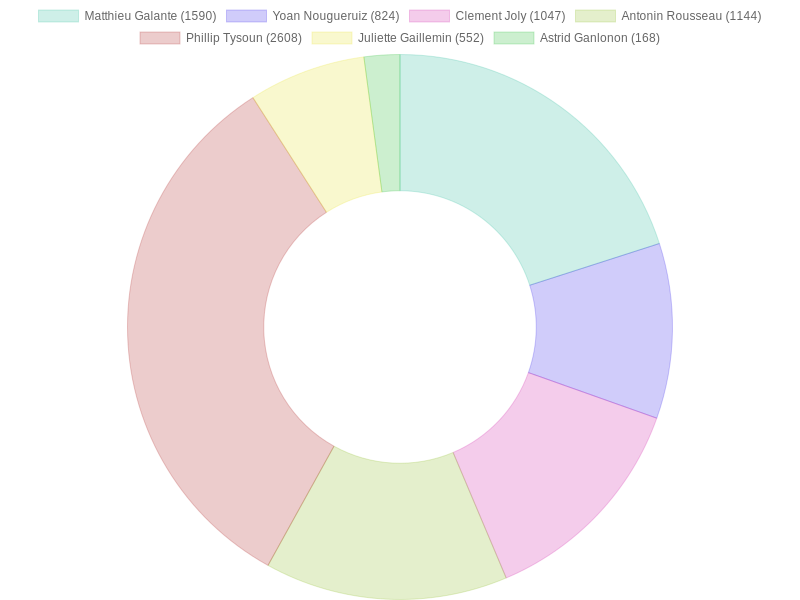 Matthieu Galante (1590) Yoan Nougueruiz (824) Clement Joly (1047) Antonin Rousseau (1144)
Phillip Tysoun (2608) Juliette Gaillemin (552) Astrid Ganlonon (168)